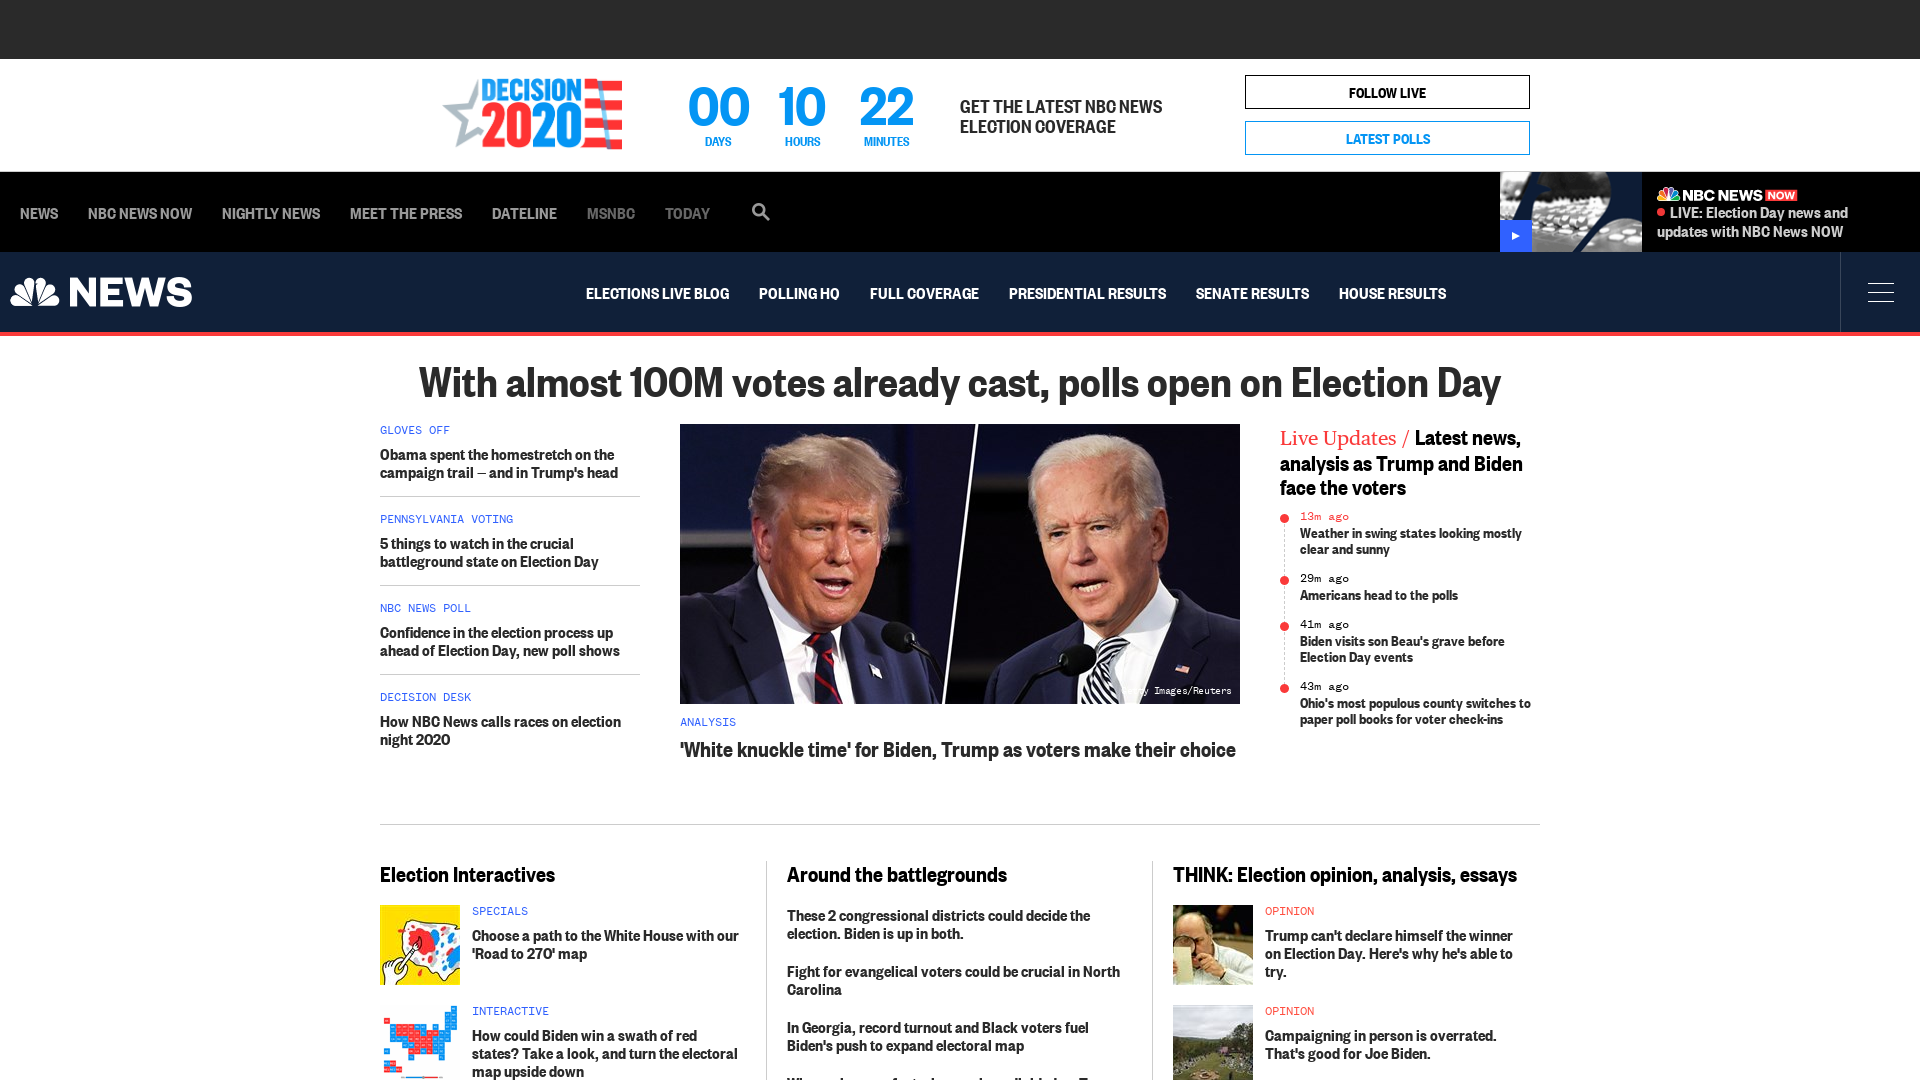 DECISION
2020
00 DAYS
10 HOURS
22 MINUTES
GET THE LATEST NBC NEWS
ELECTION COVERAGE
FOLLOW LIVE
LATEST POLLS
NEWS NBC NEWS NOW NIGHTLY NEWS MEET THE PRESS DATELINE MSNBC TODAY
NBC NEWS NOW
LIVE: Election Day news and
updates with NBC News NOW
NEWS
ELECTIONS LIVE BLOG POLLING HQ FULL COVERAGE PRESIDENTIAL RESULTS SENATE RESULTS HOUSE RESULTS
With almost 100M votes already cast, polls open on Election Day
GLOVES OFF
Obama spent the homestretch on the
campaign trail — and in Trump's head
PENNSYLVANIA VOTING
5 things to watch in the crucial
battleground state on Election Day
NBC NEWS POLL
Confidence in the election process up
ahead of Election Day, new poll shows
DECISION DESK
How NBC News calls races on election
night 2020
Images/Reuters
ANALYSIS
'White knuckle time' for Biden, Trump as voters make their choice
Live Updates / Latest news,
analysis as Trump and Biden
face the voters
13m ago
Weather in swing states looking mostly
clear and sunny
29m ago
Americans head to the polls
41m ago
Biden visits son Beau's grave before
Election Day events
43m ago
Ohio's most populous county switches to
paper poll books for voter check-ins
Election Interactives
SPECIALS
Choose a path to the White House with our
'Road to 270' map
INTERACTIVE
How could Biden win a swath of red
states? Take a look, and turn the electoral
map upside down
Around the battlegrounds
These 2 congressional districts could decide the
election. Biden is up in both.
Fight for evangelical voters could be crucial in North
Carolina
In Georgia, record turnout and Black voters fuel
Biden's push to expand electoral map
THINK: Election opinion, analysis, essays
OPINION
Trump can't declare himself the winner
on Election Day. Here's why he's able to
try.
OPINION
Campaigning in person is overrated.
That's good for Joe Biden.